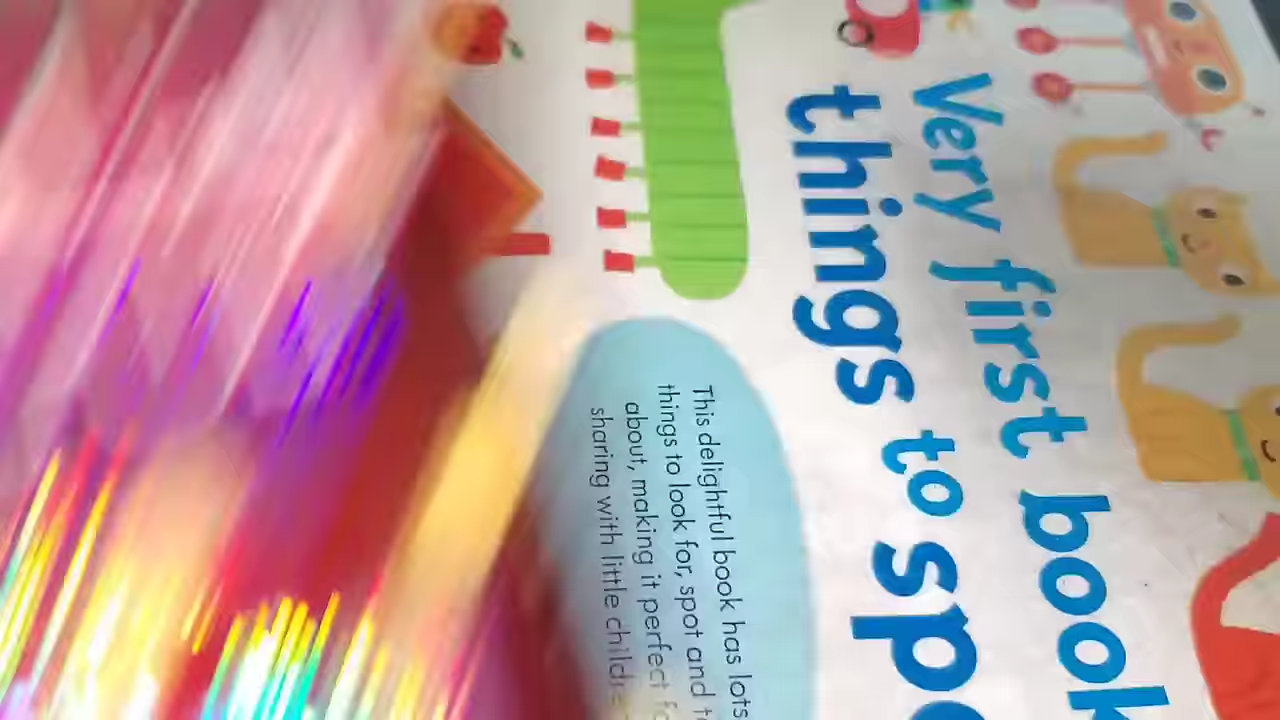 Very first book
things to spo
This delightful book has lots
things to look for, spot and t
about, making it perfect fo
sharing with little childre